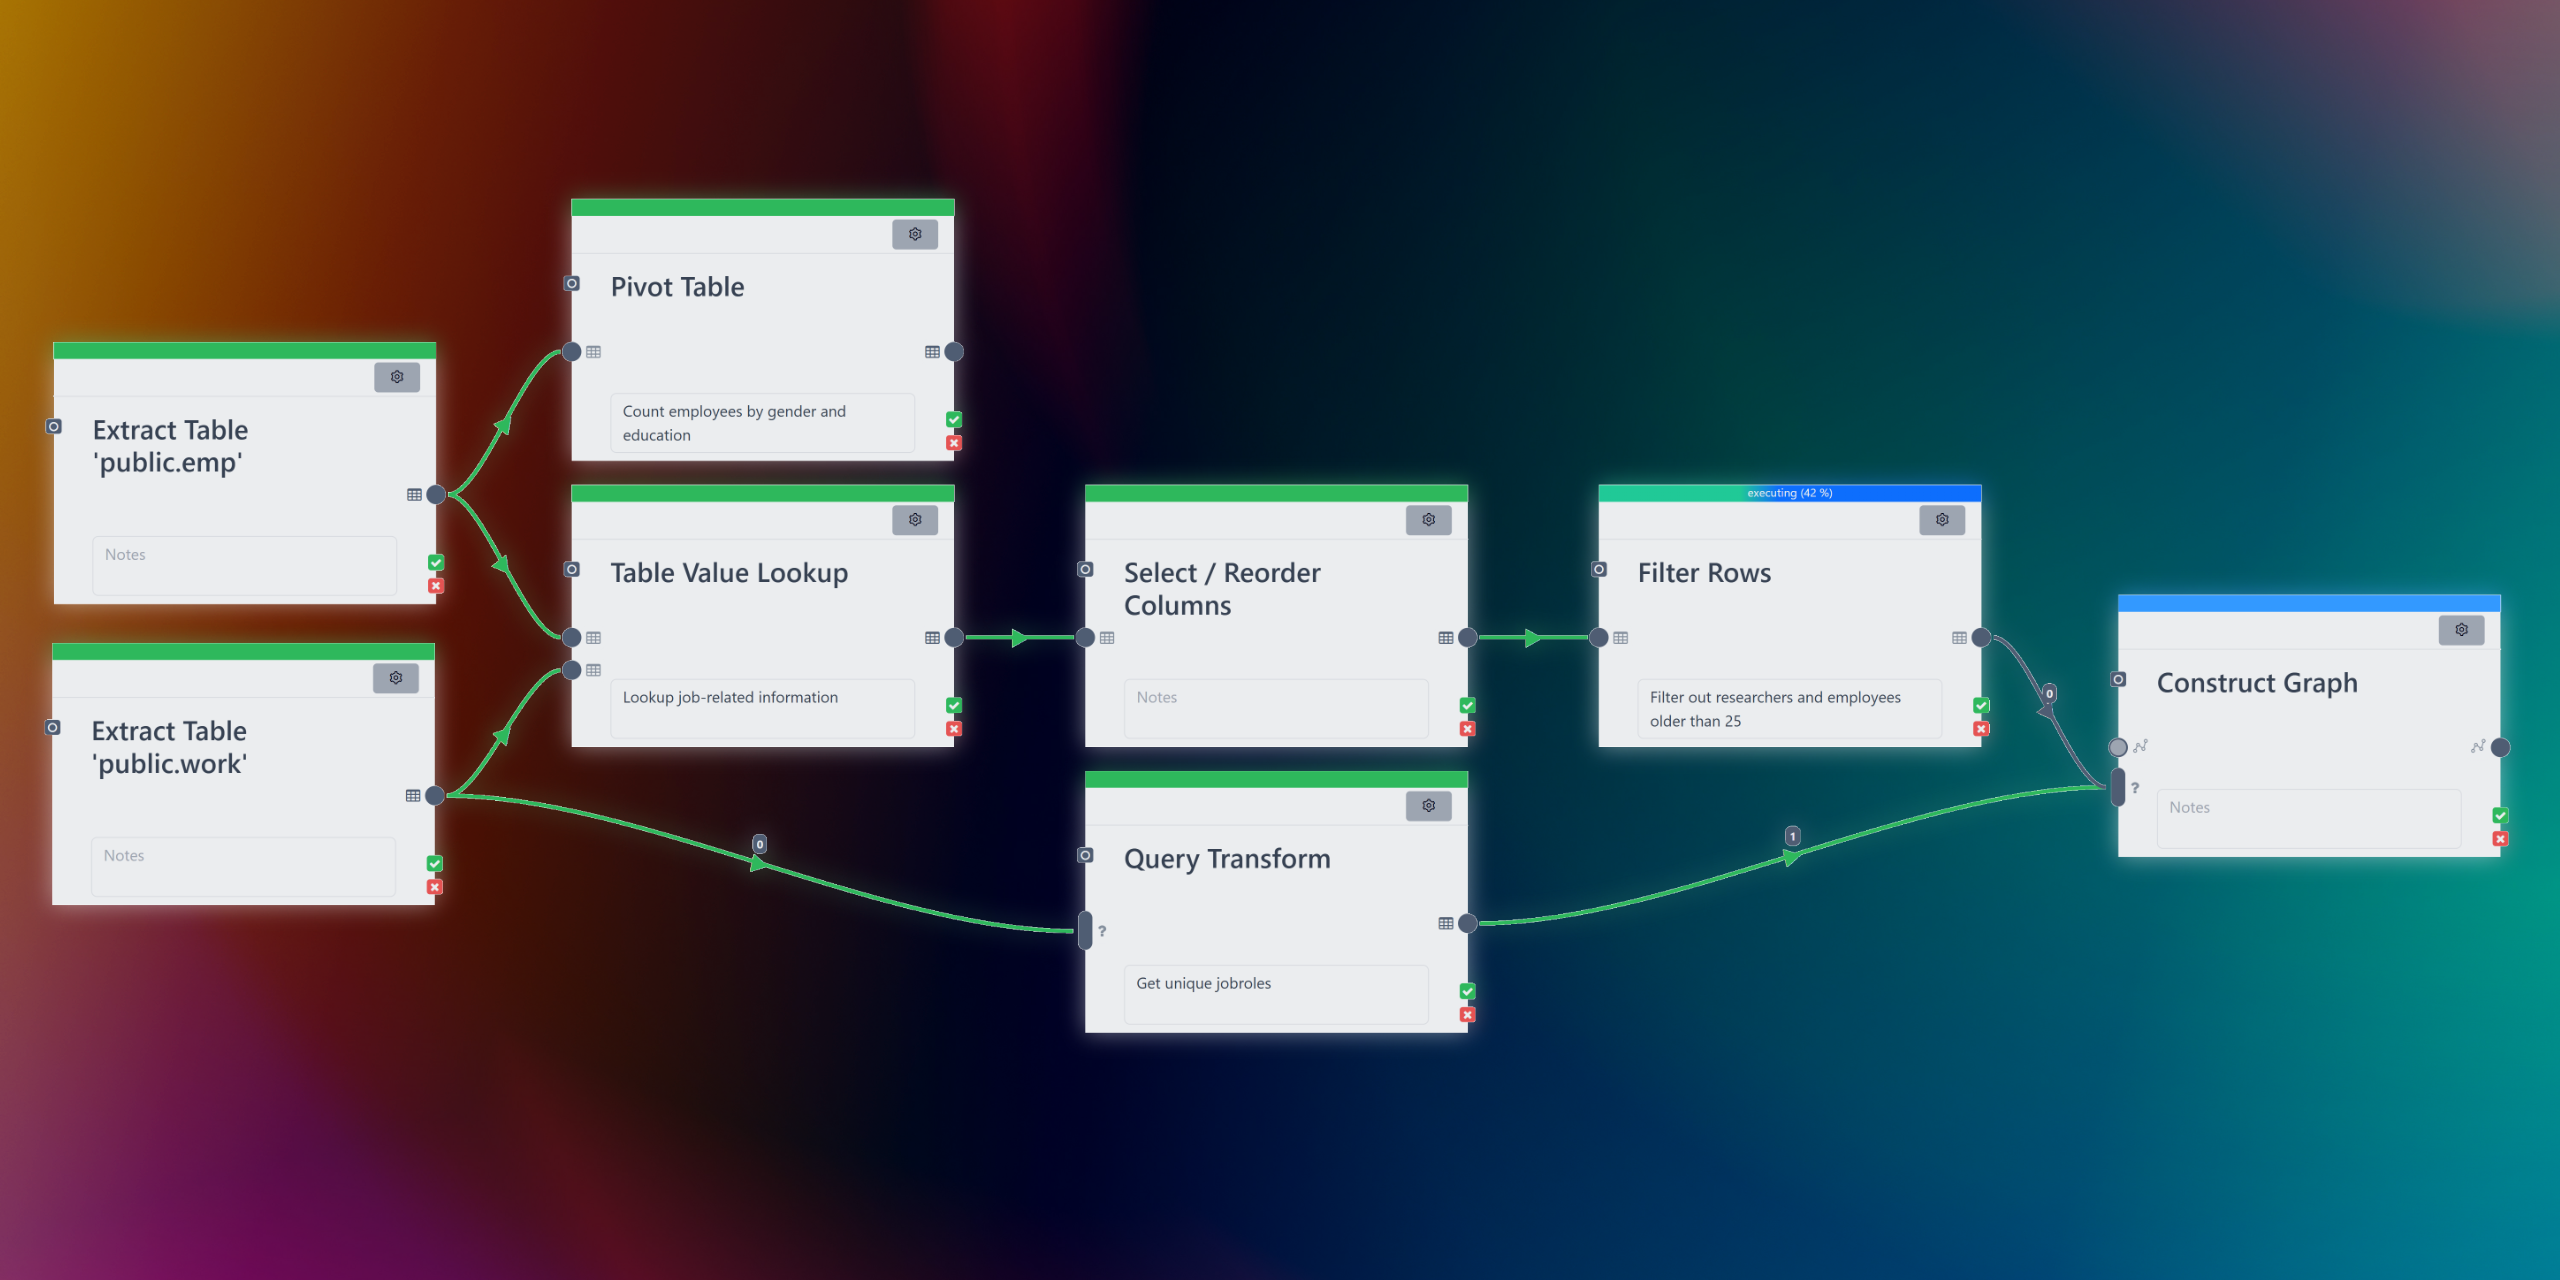 Pivot Table
Count employees by gender and
education
Extract Table
'public.emp'
Notes
Extract Table
'public.work'
Notes
Table Value Lookup
Lookup job-related information
Select / Reorder
Columns
Notes
executing (42 %)
Filter Rows
Filter out researchers and employees
older than 25
0
Construct Graph
?
Notes
0
Query Transform
?
Get unique jobroles
1